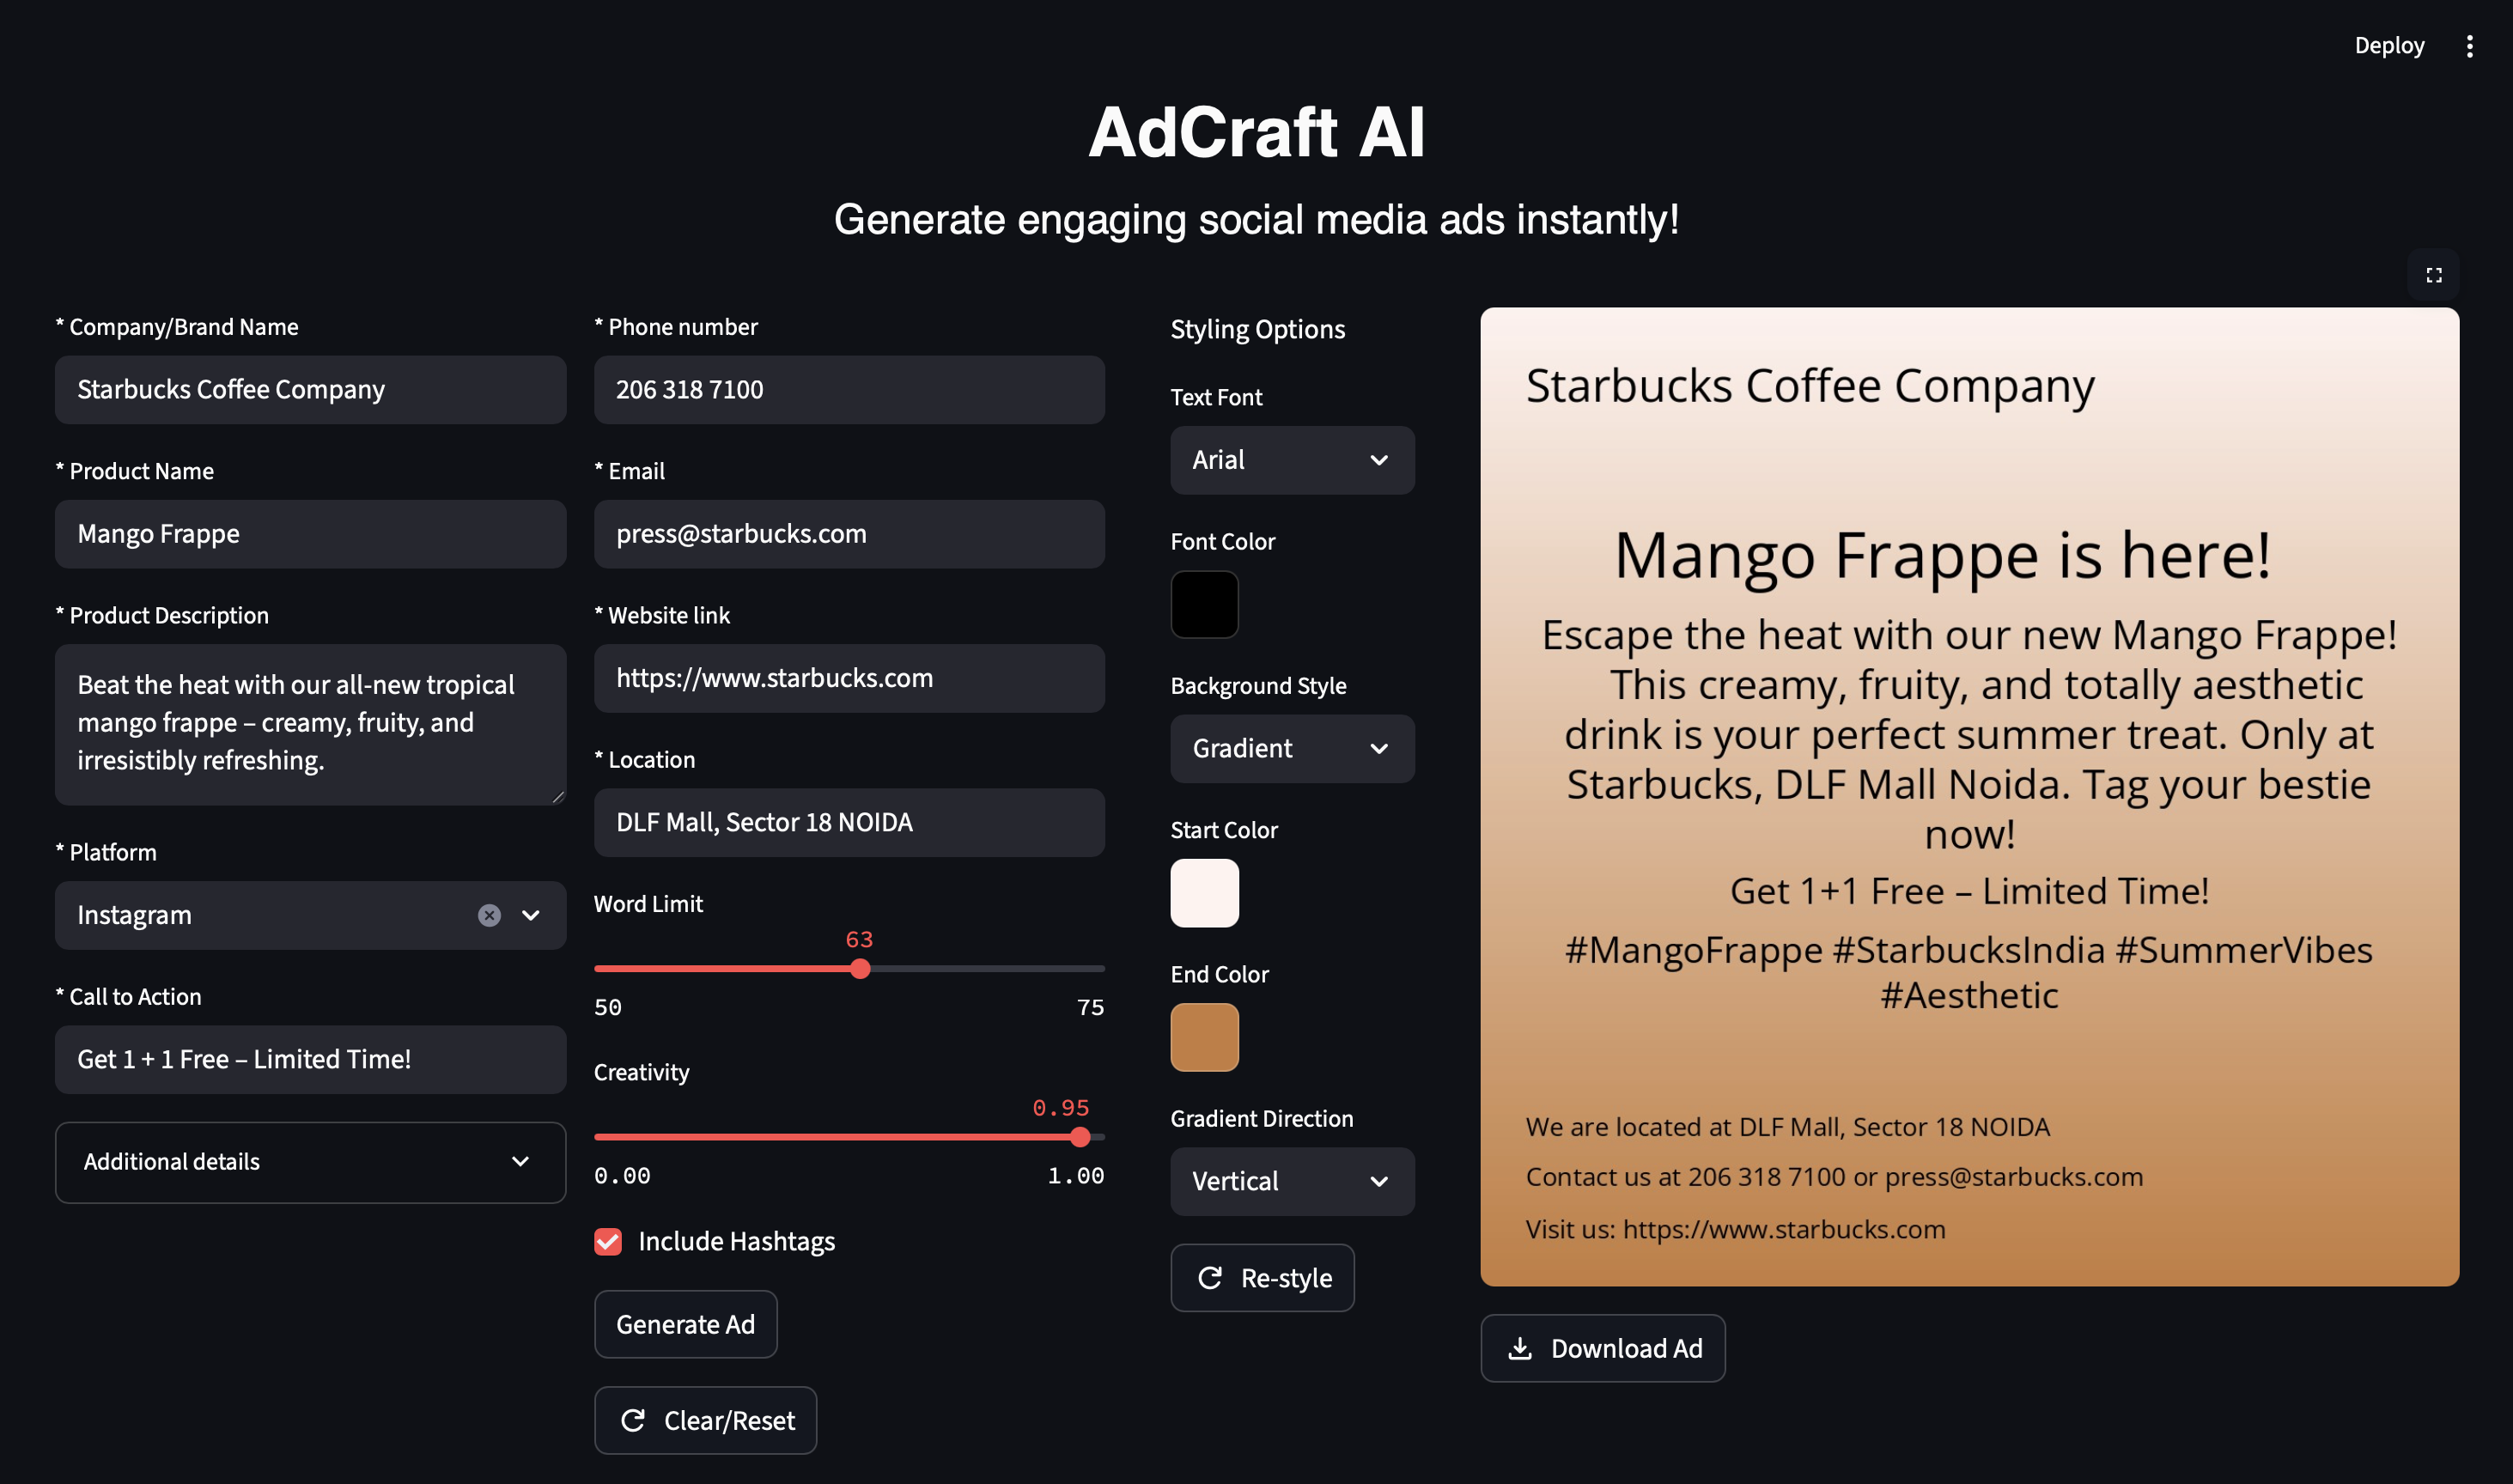 Deploy
AdCraft AI
Generate engaging social media ads instantly!
* Company/Brand Name
Starbucks Coffee Company
* Product Name
Mango Frappe
* Product Description
Beat the heat with our all-new tropical
mango frappe – creamy, fruity, and
irresistibly refreshing.
* Platform
Instagram
* Call to Action
Get 1 + 1 Free – Limited Time!
Additional details
* Phone number
206 318 7100
* Email
press@starbucks.com
* Website link
https://www.starbucks.com
* Location
DLF Mall, Sector 18 NOIDA
Word Limit
63
50 75
Creativity
0.95
0.00 1.00
Include Hashtags
Generate Ad
Clear/Reset
Styling Options
Text Font
Arial
Font Color
Background Style
Gradient
Start Color
End Color
Gradient Direction
Vertical
Re-style
Starbucks Coffee Company
Mango Frappe is here!
Escape the heat with our new Mango Frappe!
This creamy, fruity, and totally aesthetic
drink is your perfect summer treat. Only at
Starbucks, DLF Mall Noida. Tag your bestie
now!
Get 1+1 Free – Limited Time!
#MangoFrappe #StarbucksIndia #SummerVibes
#Aesthetic
We are located at DLF Mall, Sector 18 NOIDA
Contact us at 206 318 7100 or press@starbucks.com
Visit us: https://www.starbucks.com
Download Ad